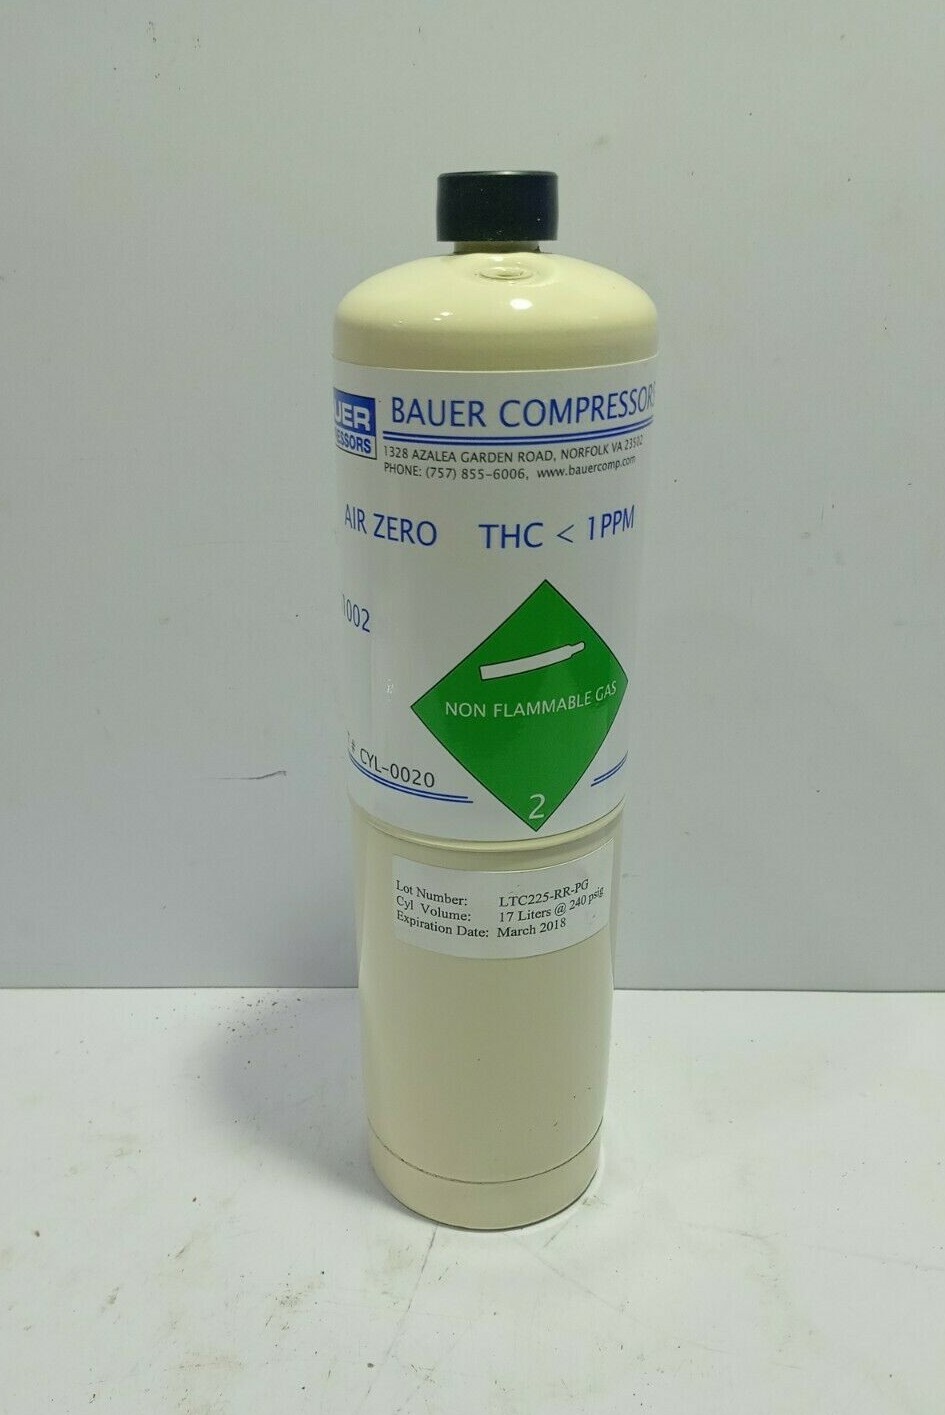 BAUER COMPRESSORS
1328 AZALEA GARDEN ROAD, NORFOLK VA 23502
PHONE: (757) 855-6006, www.bauercomp.com
UER
ESSORS
AIR ZERO THC < 1PPM
1002
NON FLAMMABLE GAS
# CYL-0020
2
Lot Number: LTC225-RR-PG
Cyl Volume: 17 Liters @ 240 psig
Expiration Date: March 2018